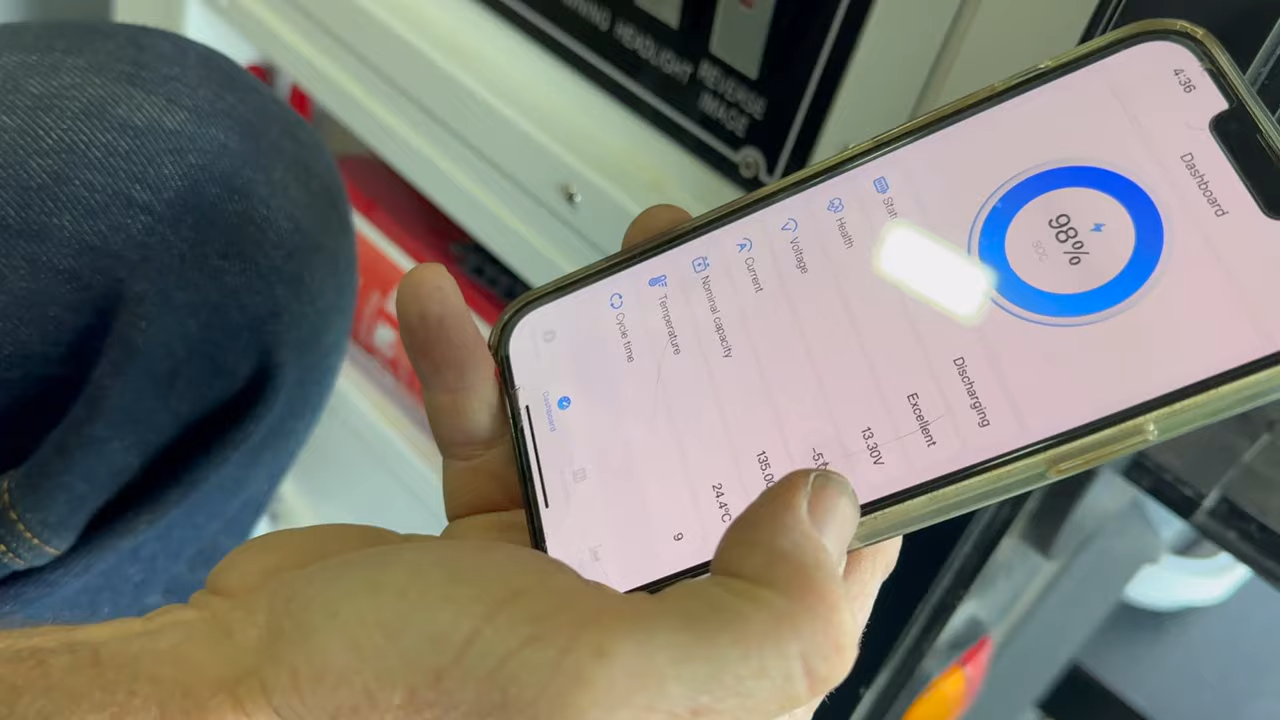 HEADLIGHT
REVERSE
IMAGE
4:36
Dashboard
98%
SOC
Discharging
Health
Excellent
Voltage
13.30V
Current
Nominal capacity
Temperature
24.4°C
Cycle time
9
Dashboard